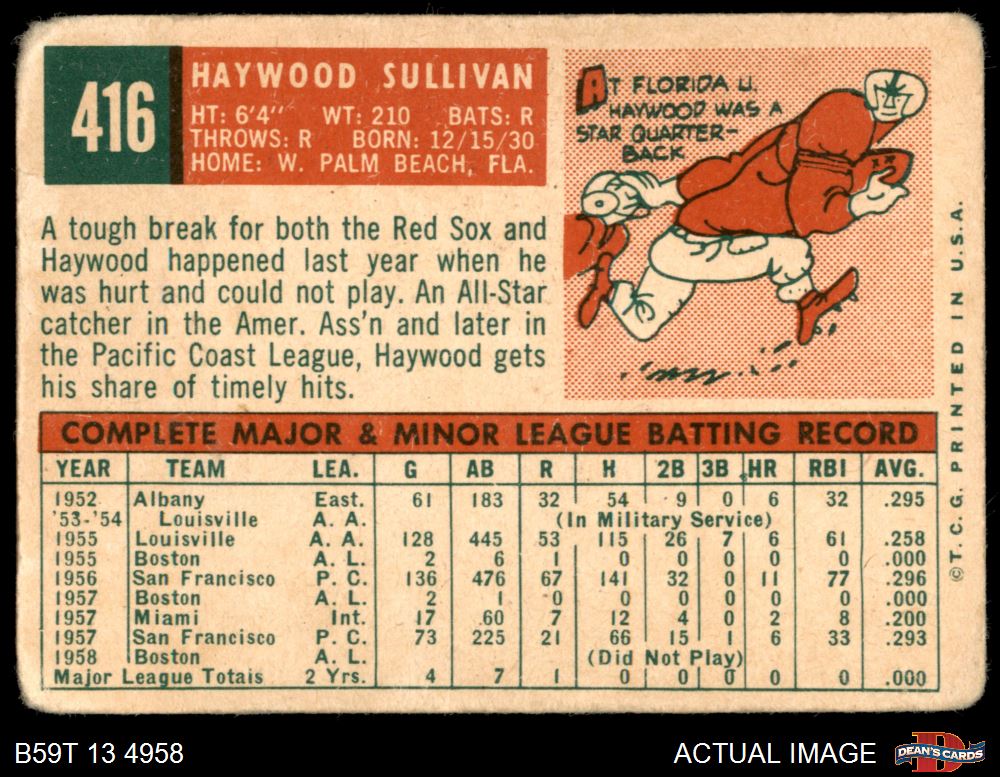 416
HAYWOOD SULLIVAN
HT: 6'4" WT: 210 BATS: R
THROWS: R BORN: 12/15/30
HOME: W. PALM BEACH, FLA.
AT FLORIDA U.
HAYWOOD WAS A
STAR QUARTER-
BACK
A tough break for both the Red Sox and
Haywood happened last year when he
was hurt and could not play. An All-Star
catcher in the Amer. Ass'n and later in
the Pacific Coast League, Haywood gets
his share of timely hits.
COMPLETE MAJOR & MINOR LEAGUE BATTING RECORD
YEAR TEAM LEA. G AB R H 2B 3B HR RBI AVG.
1952 Albany East. 61 183 32 54 9 0 6 32 .295
'53-'54 Louisville A. A. (In Military Service)
1955 Louisville A. A. 128 445 53 115 26 7 6 61 .258
1955 Boston A. L. 2 6 1 0 0 0 0 0 .000
1956 San Francisco P. C. 136 476 67 141 32 0 11 77 .296
1957 Boston A. L. 2 1 0 0 0 0 0 0 .000
1957 Miami Int. 17 60 7 12 4 0 2 8 .200
1957 San Francisco P. C. 73 225 21 66 15 1 6 33 .293
1958 Boston A. L. (Did Not Play)
Major League Totals 2 Yrs. 4 7 1 0 0 0 0 0 .000
©T.C.G. PRINTED IN U.S.A.
B59T 13 4958
ACTUAL IMAGE
DEAN'S CARDS